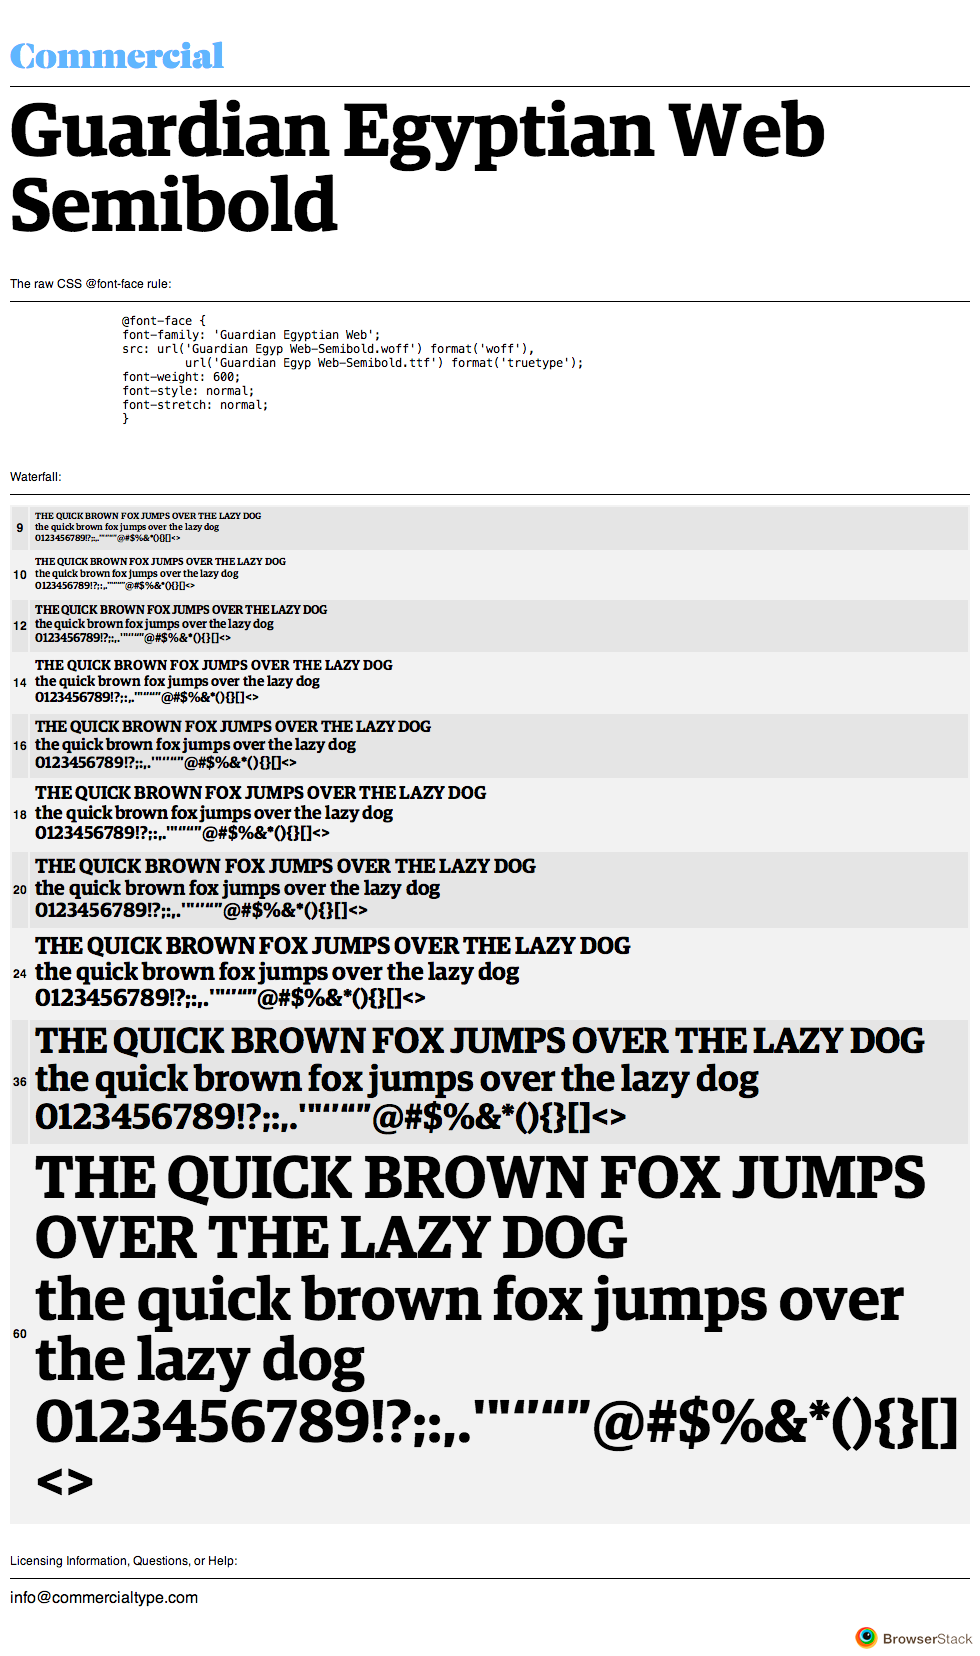 Commercial
Guardian Egyptian Web
Semibold
The raw CSS @font-face rule:
@font-face {
font-family: 'Guardian Egyptian Web';
src: url('Guardian Egyp Web-Semibold.woff') format('woff'),
url('Guardian Egyp Web-Semibold.ttf') format('truetype');
font-weight: 600;
font-style: normal;
font-stretch: normal;
}
Waterfall:
9
THE QUICK BROWN FOX JUMPS OVER THE LAZY DOG
the quick brown fox jumps over the lazy dog
0123456789!?;:,.'"‘’“”@#$%&*(){}[]<>
10
THE QUICK BROWN FOX JUMPS OVER THE LAZY DOG
the quick brown fox jumps over the lazy dog
0123456789!?;:,.'"‘’“”@#$%&*(){}[]<>
12
THE QUICK BROWN FOX JUMPS OVER THE LAZY DOG
the quick brown fox jumps over the lazy dog
0123456789!?;:,.'"‘’“”@#$%&*(){}[]<>
14
THE QUICK BROWN FOX JUMPS OVER THE LAZY DOG
the quick brown fox jumps over the lazy dog
0123456789!?;:,.'"‘’“”@#$%&*(){}[]<>
16
THE QUICK BROWN FOX JUMPS OVER THE LAZY DOG
the quick brown fox jumps over the lazy dog
0123456789!?;:,.'"‘’“”@#$%&*(){}[]<>
18
THE QUICK BROWN FOX JUMPS OVER THE LAZY DOG
the quick brown fox jumps over the lazy dog
0123456789!?;:,.'"‘’“”@#$%&*(){}[]<>
20
THE QUICK BROWN FOX JUMPS OVER THE LAZY DOG
the quick brown fox jumps over the lazy dog
0123456789!?;:,.'"‘’“”@#$%&*(){}[]<>
24
THE QUICK BROWN FOX JUMPS OVER THE LAZY DOG
the quick brown fox jumps over the lazy dog
0123456789!?;:,.'"‘’“”@#$%&*(){}[]<>
36
THE QUICK BROWN FOX JUMPS OVER THE LAZY DOG
the quick brown fox jumps over the lazy dog
0123456789!?;:,.'"‘’“”@#$%&*(){}[]<>
60
THE QUICK BROWN FOX JUMPS
OVER THE LAZY DOG
the quick brown fox jumps over
the lazy dog
0123456789!?;:,.'"‘’“”@#$%&*(){}[]
<>
Licensing Information, Questions, or Help:
info@commercialtype.com
BrowserStack